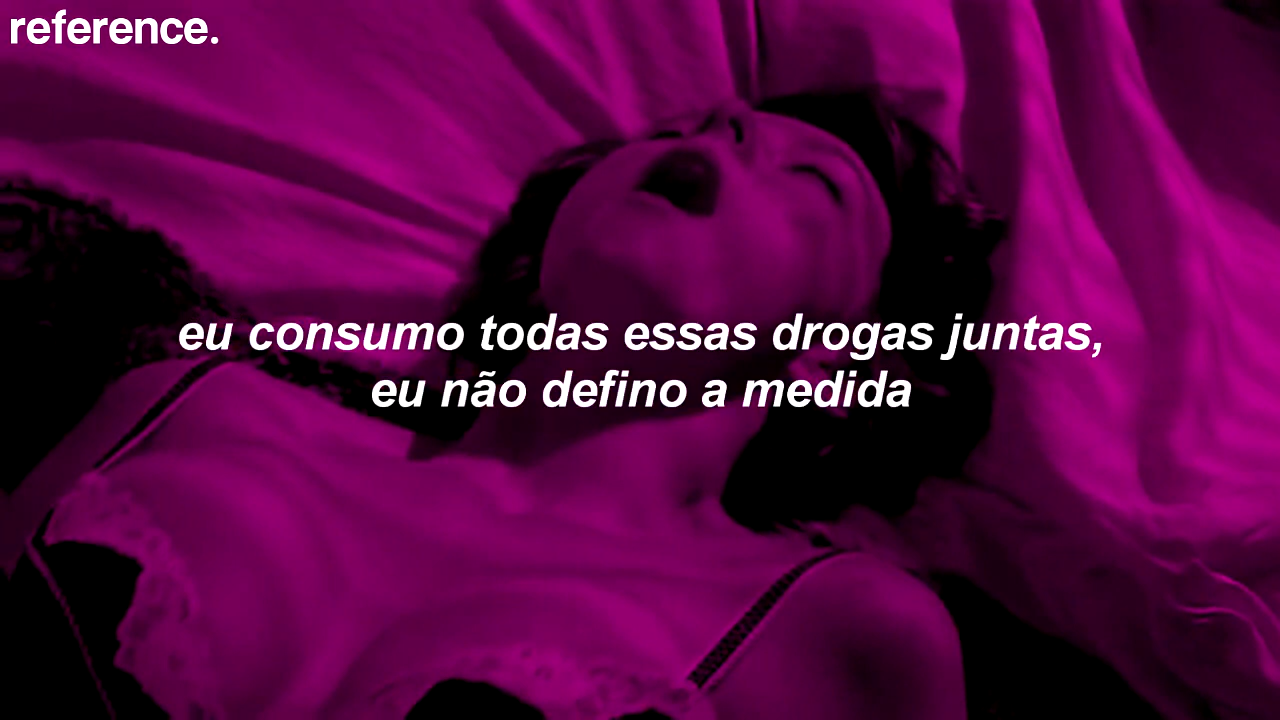 reference.
eu consumo todas essas drogas juntas,
eu não defino a medida